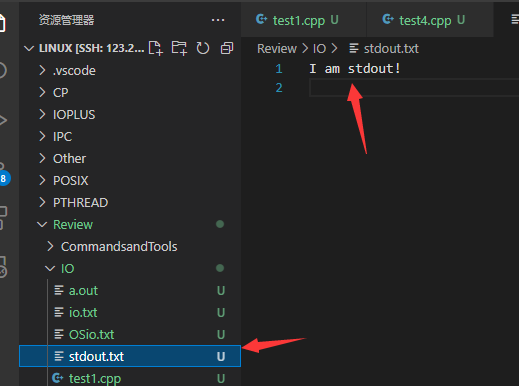 资源管理器
LINUX [SSH: 123.2...
.vscode
CP
IOPLUS
IPC
Other
POSIX
PTHREAD
Review
CommandsandTools
IO
a.out U
io.txt U
OSio.txt U
stdout.txt U
test1.cpp U
8
test1.cpp U
test4.cpp U
Review > IO > stdout.txt
1 I am stdout!
2